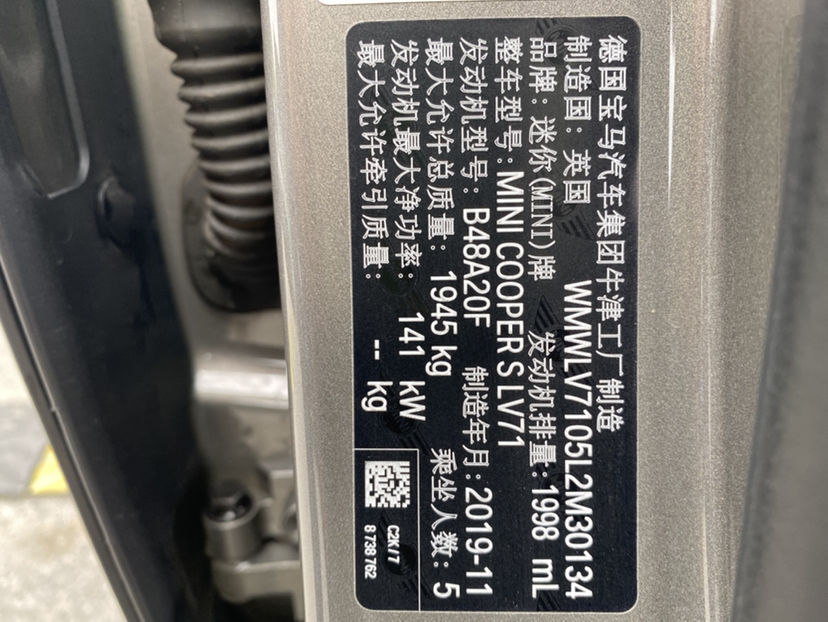 德国宝马汽车集团牛津工厂制造
制造国: 英国 WMWLV7105L2M30134
品牌: 迷你(MINI)牌 发动机排量: 1998 mL
整车型号: MINI COOPER S LV71
发动机型号: B48A20F 制造年月: 2019-11
最大允许总质量: 1945 kg 乘坐人数: 5
发动机最大净功率: 141 kW
最大允许牵引质量: -- kg
C2K/7
8 738 762